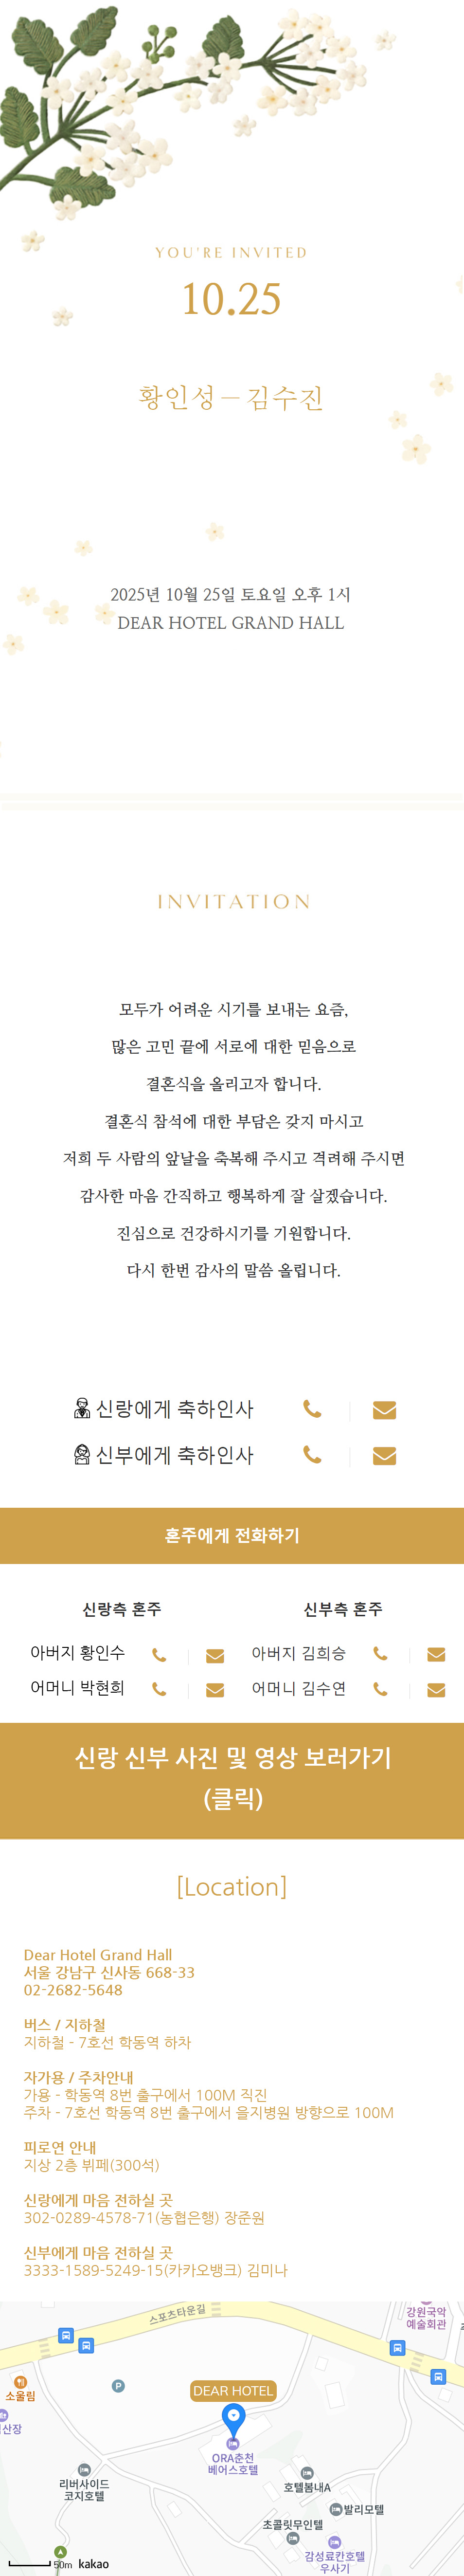 YOU'RE INVITED
10.25
황인성 – 김수진
2025년 10월 25일 토요일 오후 1시
DEAR HOTEL GRAND HALL
INVITATION
모두가 어려운 시기를 보내는 요즘,
많은 고민 끝에 서로에 대한 믿음으로
결혼식을 올리고자 합니다.
결혼식 참석에 대한 부담은 갖지 마시고
저희 두 사람의 앞날을 축복해 주시고 격려해 주시면
감사한 마음 간직하고 행복하게 잘 살겠습니다.
진심으로 건강하시기를 기원합니다.
다시 한번 감사의 말씀 올립니다.
신랑에게 축하인사
신부에게 축하인사
혼주에게 전화하기
신랑측 혼주
신부측 혼주
아버지 황인수
아버지 김희승
어머니 박현희
어머니 김수연
신랑 신부 사진 및 영상 보러가기
(클릭)
[Location]
Dear Hotel Grand Hall
서울 강남구 신사동 668-33
02-2682-5648
버스 / 지하철
지하철 - 7호선 학동역 하차
자가용 / 주차안내
가용 - 학동역 8번 출구에서 100M 직진
주차 - 7호선 학동역 8번 출구에서 을지병원 방향으로 100M
피로연 안내
지상 2층 뷔페(300석)
신랑에게 마음 전하실 곳
302-0289-4578-71(농협은행) 장준원
신부에게 마음 전하실 곳
3333-1589-5249-15(카카오뱅크) 김미나
스포츠타운길
강원국악
예술회관
P
소울림
DEAR HOTEL
산장
ORA춘천
베어스호텔
리버사이드
코지호텔
호텔봄내A
발리모텔
초콜릿무인텔
감성료칸호텔
우사기
50m kakao